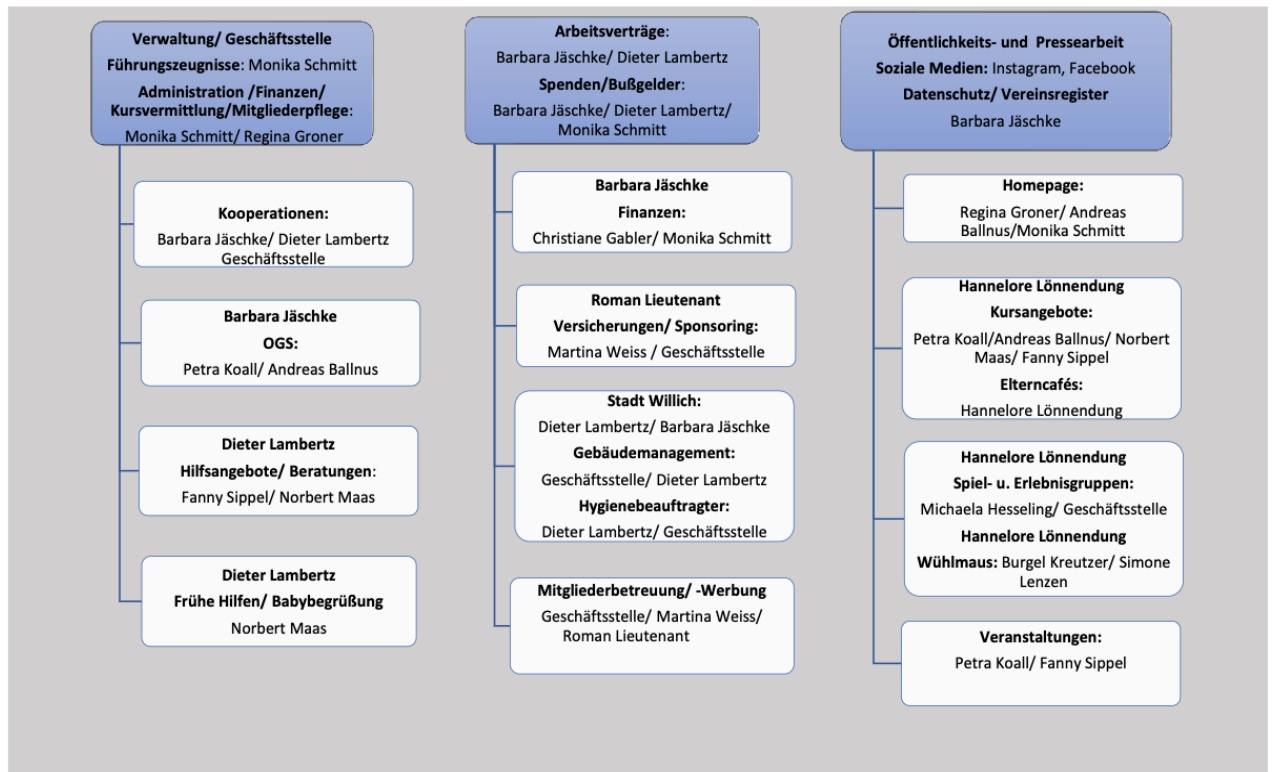 Verwaltung/ Geschäftsstelle
Führungszeugnisse: Monika Schmitt
Administration /Finanzen/
Kursvermittlung/Mitgliederpflege:
Monika Schmitt/ Regina Groner
Kooperationen:
Barbara Jäschke/ Dieter Lambertz
Geschäftsstelle
Barbara Jäschke
OGS:
Petra Koall/ Andreas Ballnus
Dieter Lambertz
Hilfsangebote/ Beratungen:
Fanny Sippel/ Norbert Maas
Dieter Lambertz
Frühe Hilfen/ Babybegrüßung
Norbert Maas
Arbeitsverträge:
Barbara Jäschke/ Dieter Lambertz
Spenden/Bußgelder:
Barbara Jäschke/ Dieter Lambertz/
Monika Schmitt
Barbara Jäschke
Finanzen:
Christiane Gabler/ Monika Schmitt
Roman Lieutenant
Versicherungen/ Sponsoring:
Martina Weiss / Geschäftsstelle
Stadt Willich:
Dieter Lambertz/ Barbara Jäschke
Gebäudemanagement:
Geschäftsstelle/ Dieter Lambertz
Hygienebeauftragter:
Dieter Lambertz/ Geschäftsstelle
Mitgliederbetreuung/ -Werbung
Geschäftsstelle/ Martina Weiss/
Roman Lieutenant
Öffentlichkeits- und Pressearbeit
Soziale Medien: Instagram, Facebook
Datenschutz/ Vereinsregister
Barbara Jäschke
Homepage:
Regina Groner/ Andreas
Ballnus/Monika Schmitt
Hannelore Lönnendung
Kursangebote:
Petra Koall/Andreas Ballnus/ Norbert
Maas/ Fanny Sippel
Elterncafés:
Hannelore Lönnendung
Hannelore Lönnendung
Spiel- u. Erlebnisgruppen:
Michaela Hesseling/ Geschäftsstelle
Hannelore Lönnendung
Wühlmaus: Burgel Kreutzer/ Simone
Lenzen
Veranstaltungen:
Petra Koall/ Fanny Sippel